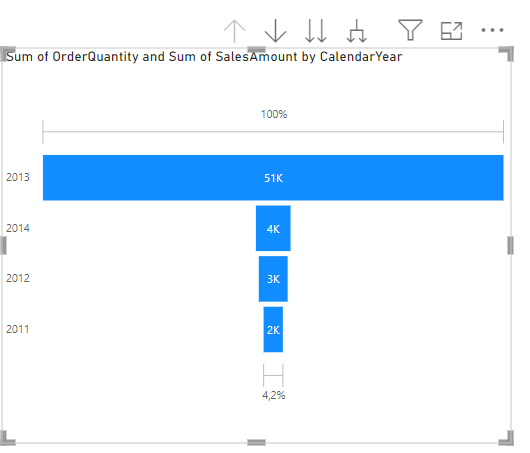 Sum of OrderQuantity and Sum of SalesAmount by CalendarYear
100%
2013 51K
2014 4K
2012 3K
2011 2K
4,2%